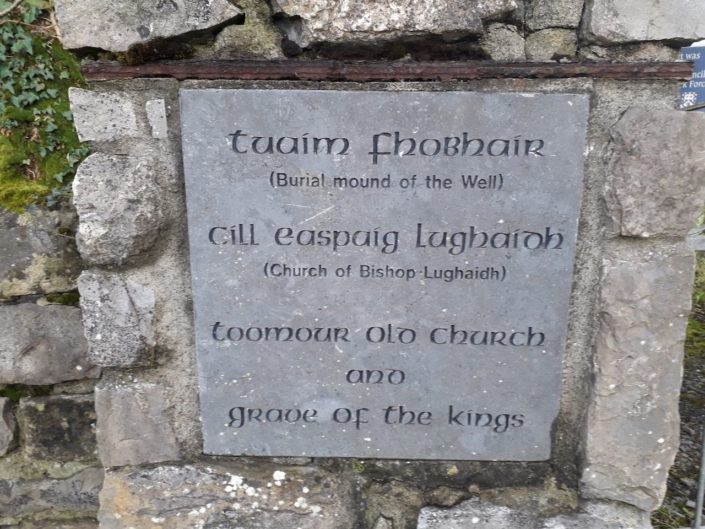 Tuaim Fhobhair
(Burial mound of the Well)
Cill Easpaig Lughaidh
(Church of Bishop Lughaidh)
Toomour Old Church
and
grave of the kings
was